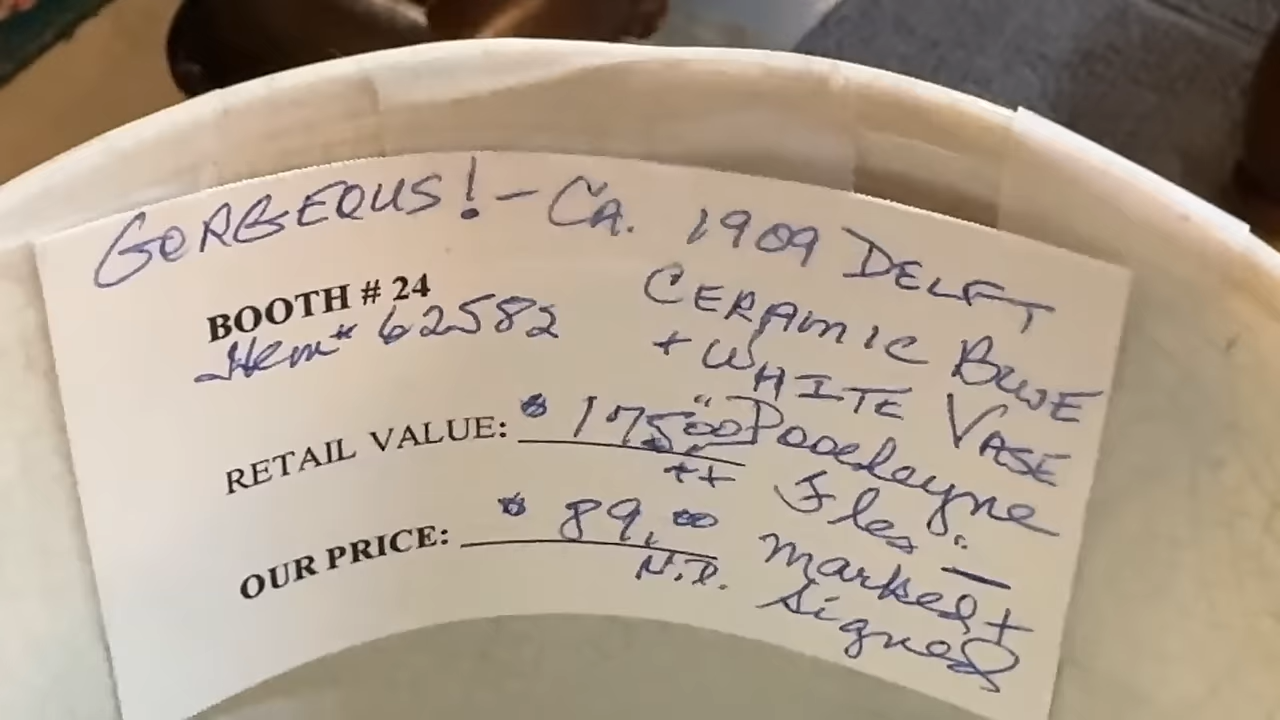 GORGEOUS! - CA. 1909 DELFT
CERAMIC BLUE
+ WHITE VASE
"Pooclayne
Fles" -
marked +
signed
BOOTH # 24
Item # 62582
RETAIL VALUE: $ 175.00
++
OUR PRICE: $ 89.00
N.D.